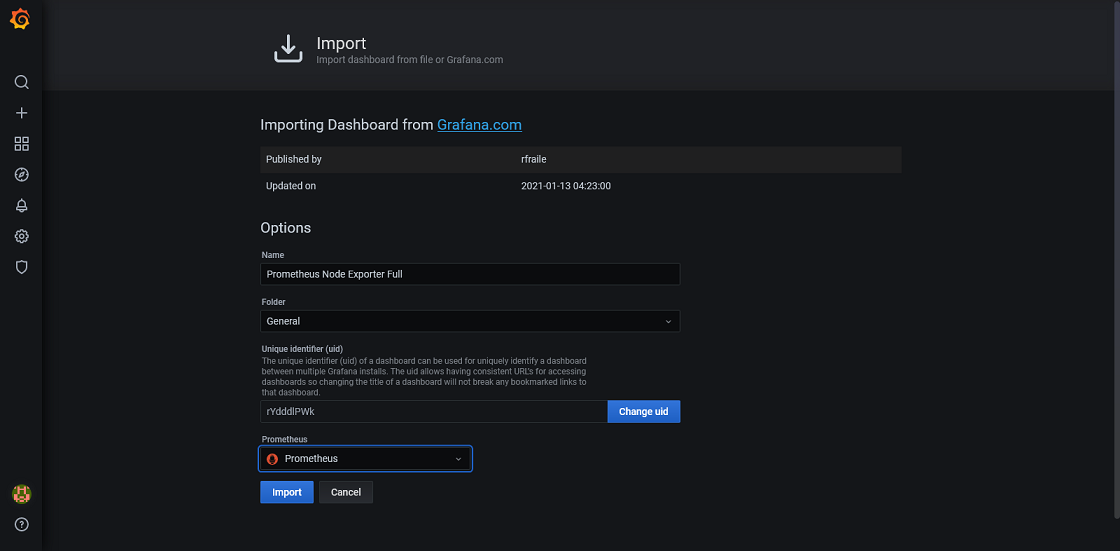 Import
Import dashboard from file or Grafana.com
Importing Dashboard from Grafana.com
Published by rfraile
Updated on 2021-01-13 04:23:00
Options
Name
Prometheus Node Exporter Full
Folder
General
Unique identifier (uid)
The unique identifier (uid) of a dashboard can be used for uniquely identify a dashboard
between multiple Grafana installs. The uid allows having consistent URL's for accessing
dashboards so changing the title of a dashboard will not break any bookmarked links to
that dashboard.
rYdddlPWk Change uid
Prometheus
Prometheus
Import Cancel